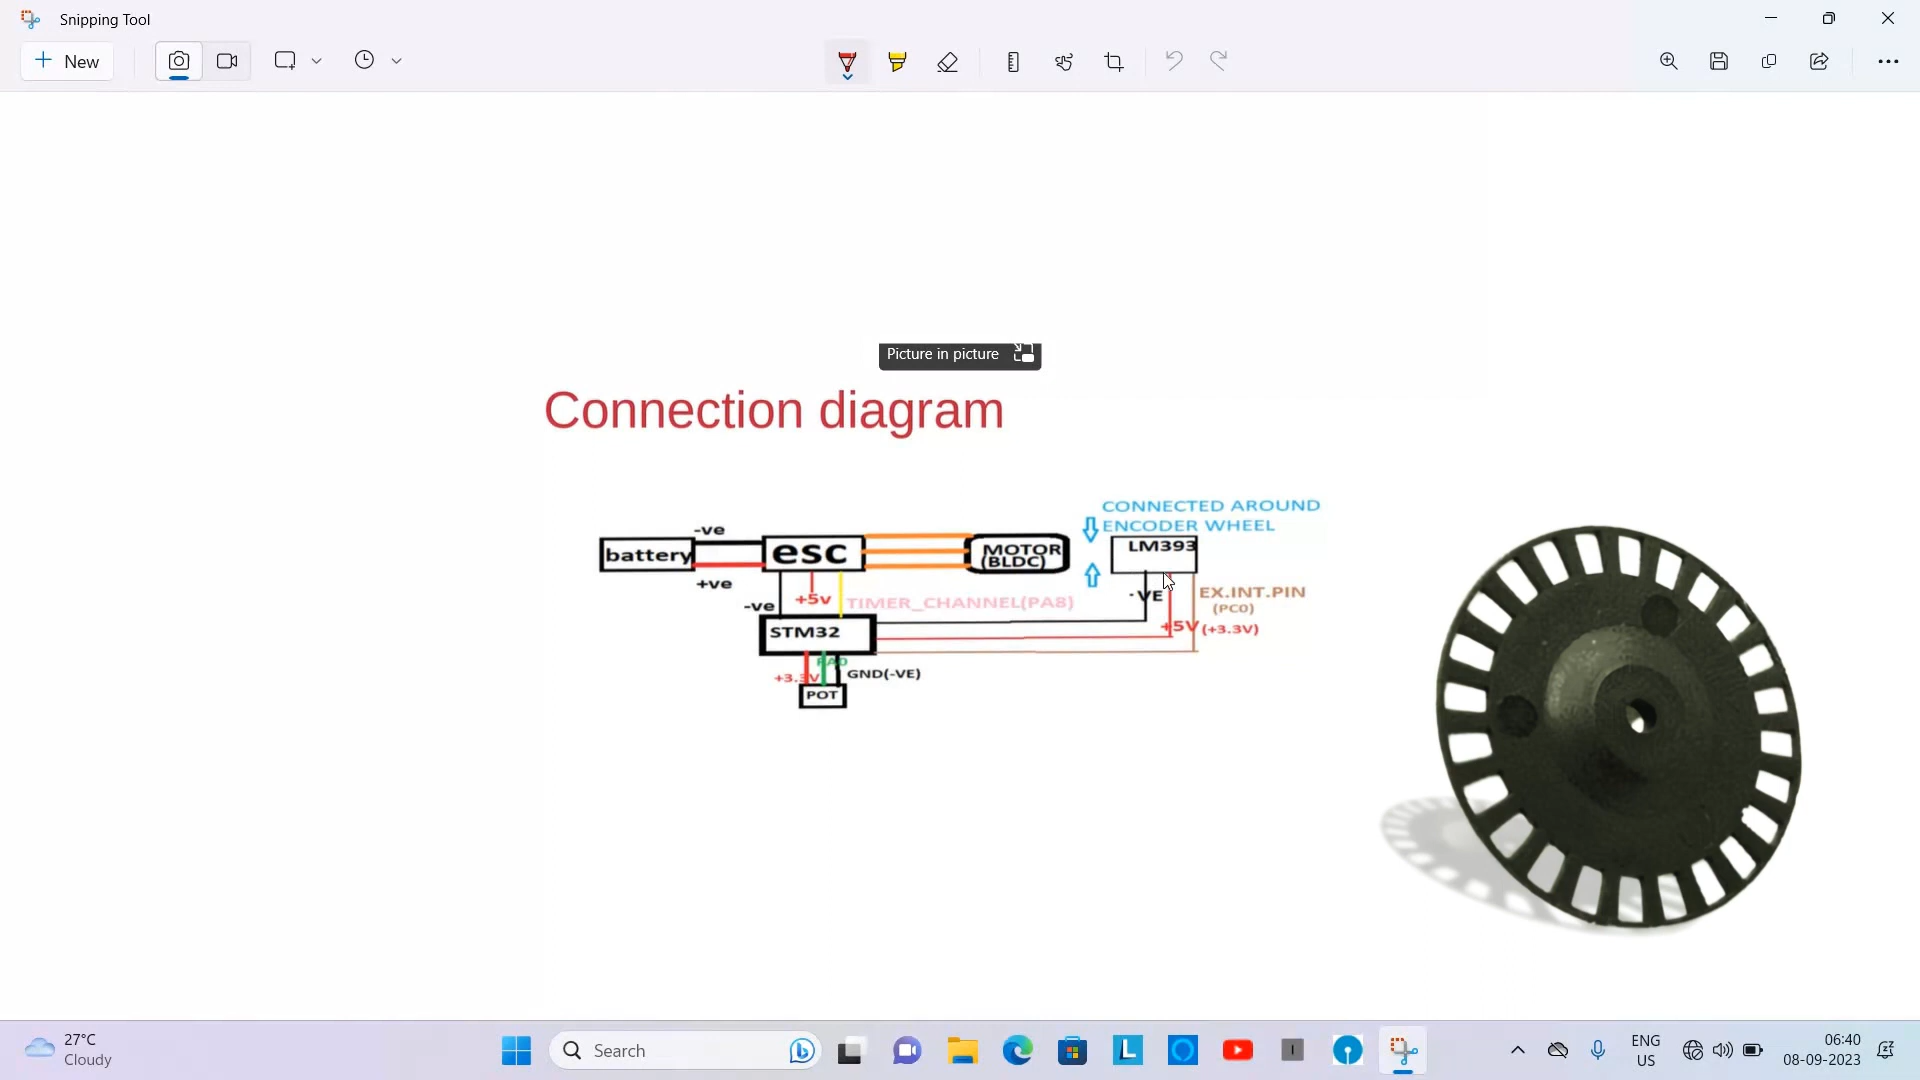 Snipping Tool
New
Picture in picture
Connection diagram
CONNECTED AROUND
ENCODER WHEEL
-ve
battery
esc
MOTOR
(BLDC)
LM393
+ve
-ve
+5v
TIMER_CHANNEL(PA8)
-VE
EX.INT.PIN
(PC0)
STM32
+5V (+3.3V)
+3.3V
GND(-VE)
POT
27°C
Cloudy
Search
ENG
US
06:40
08-09-2023